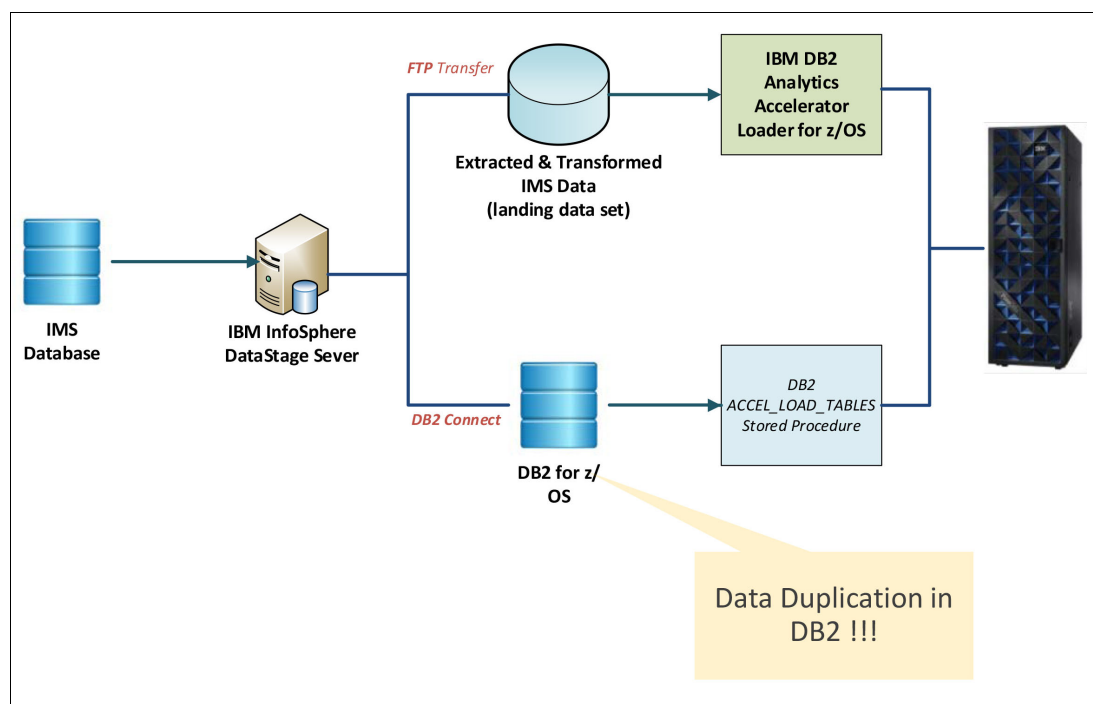 FTP Transfer
IBM DB2
Analytics
Accelerator
Loader for z/OS
Extracted & Transformed
IMS Data
(landing data set)
IBM
IMS
Database
IBM InfoSphere
DataStage Sever
DB2 Connect
DB2
ACCEL_LOAD_TABLES
Stored Procedure
DB2 for z/
OS
Data Duplication in
DB2 !!!